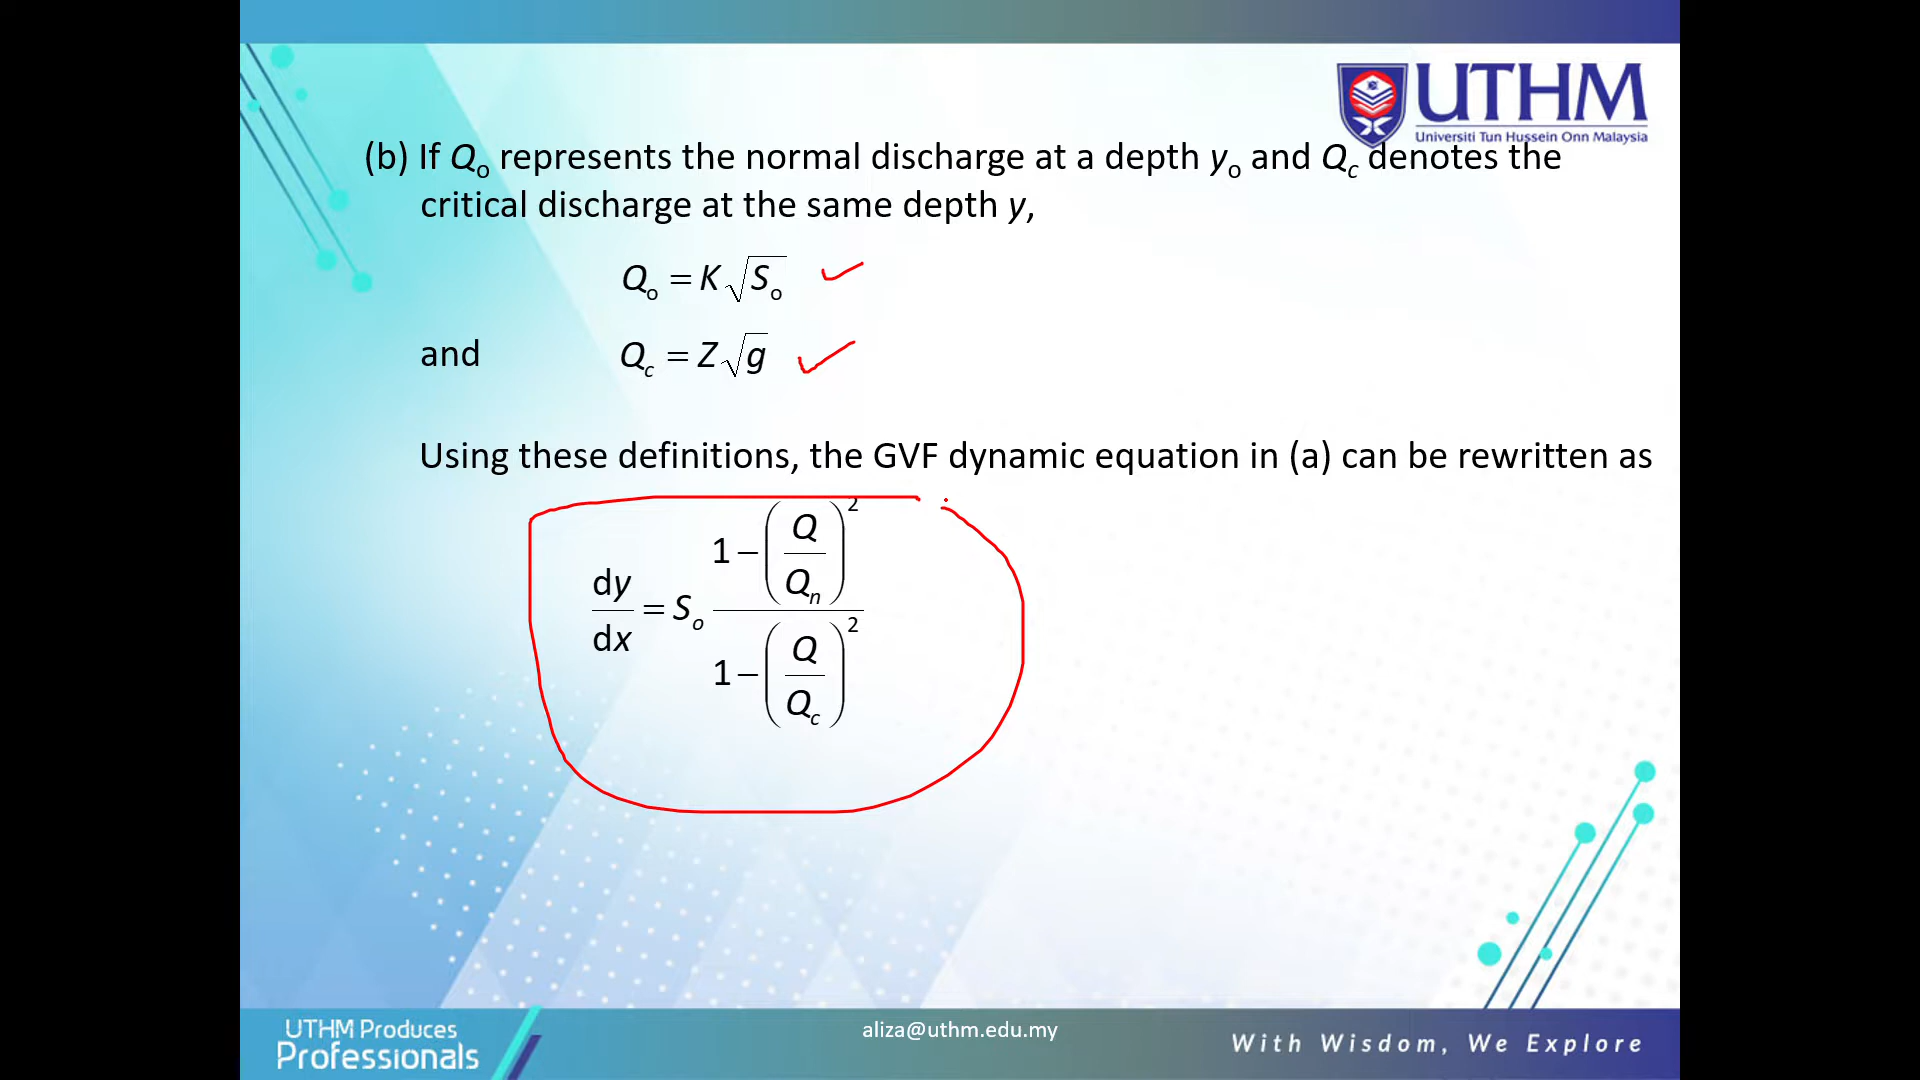 UTHM
Universiti Tun Hussein Onn Malaysia
(b) If Qo represents the normal discharge at a depth yo and Qc denotes the
critical discharge at the same depth y,
Qo = K√So
and Qc = Z√g
Using these definitions, the GVF dynamic equation in (a) can be rewritten as
dy/dx = So (1 − (Q/Qn)²) / (1 − (Q/Qc)²)
UTHM Produces
Professionals
aliza@uthm.edu.my
With Wisdom, We Explore